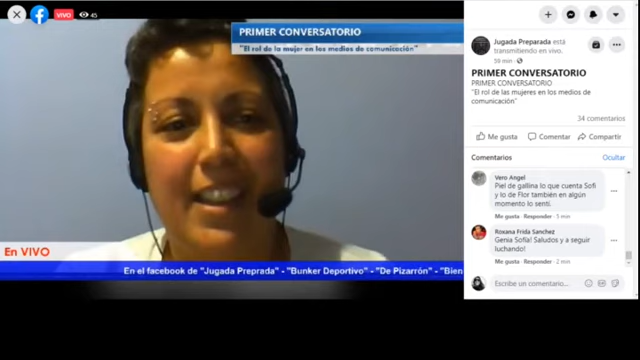 VIVO
45
PRIMER CONVERSATORIO
"El rol de la mujer en los medios de comunicación"
En VIVO
En el facebook de "Jugada Preprada" - "Bunker Deportivo" - "De Pizarrón" - "Bien
Jugada Preparada está
transmitiendo en vivo.
59 min ·
PRIMER CONVERSATORIO
PRIMER CONVERSATORIO
"El rol de las mujeres en los medios de
comunicación"
34 comentarios
Me gusta
Comentar
Compartir
Comentarios
Ocultar
Vero Angel
Piel de gallina lo que cuenta Sofi
y lo de Flor también en algún
momento lo sentí.
Me gusta · Responder · 5 min
Roxana Frida Sanchez
Genia Sofía! Saludos y a seguir
luchando!
Me gusta · Responder · 2 min
Escribe un comentario...